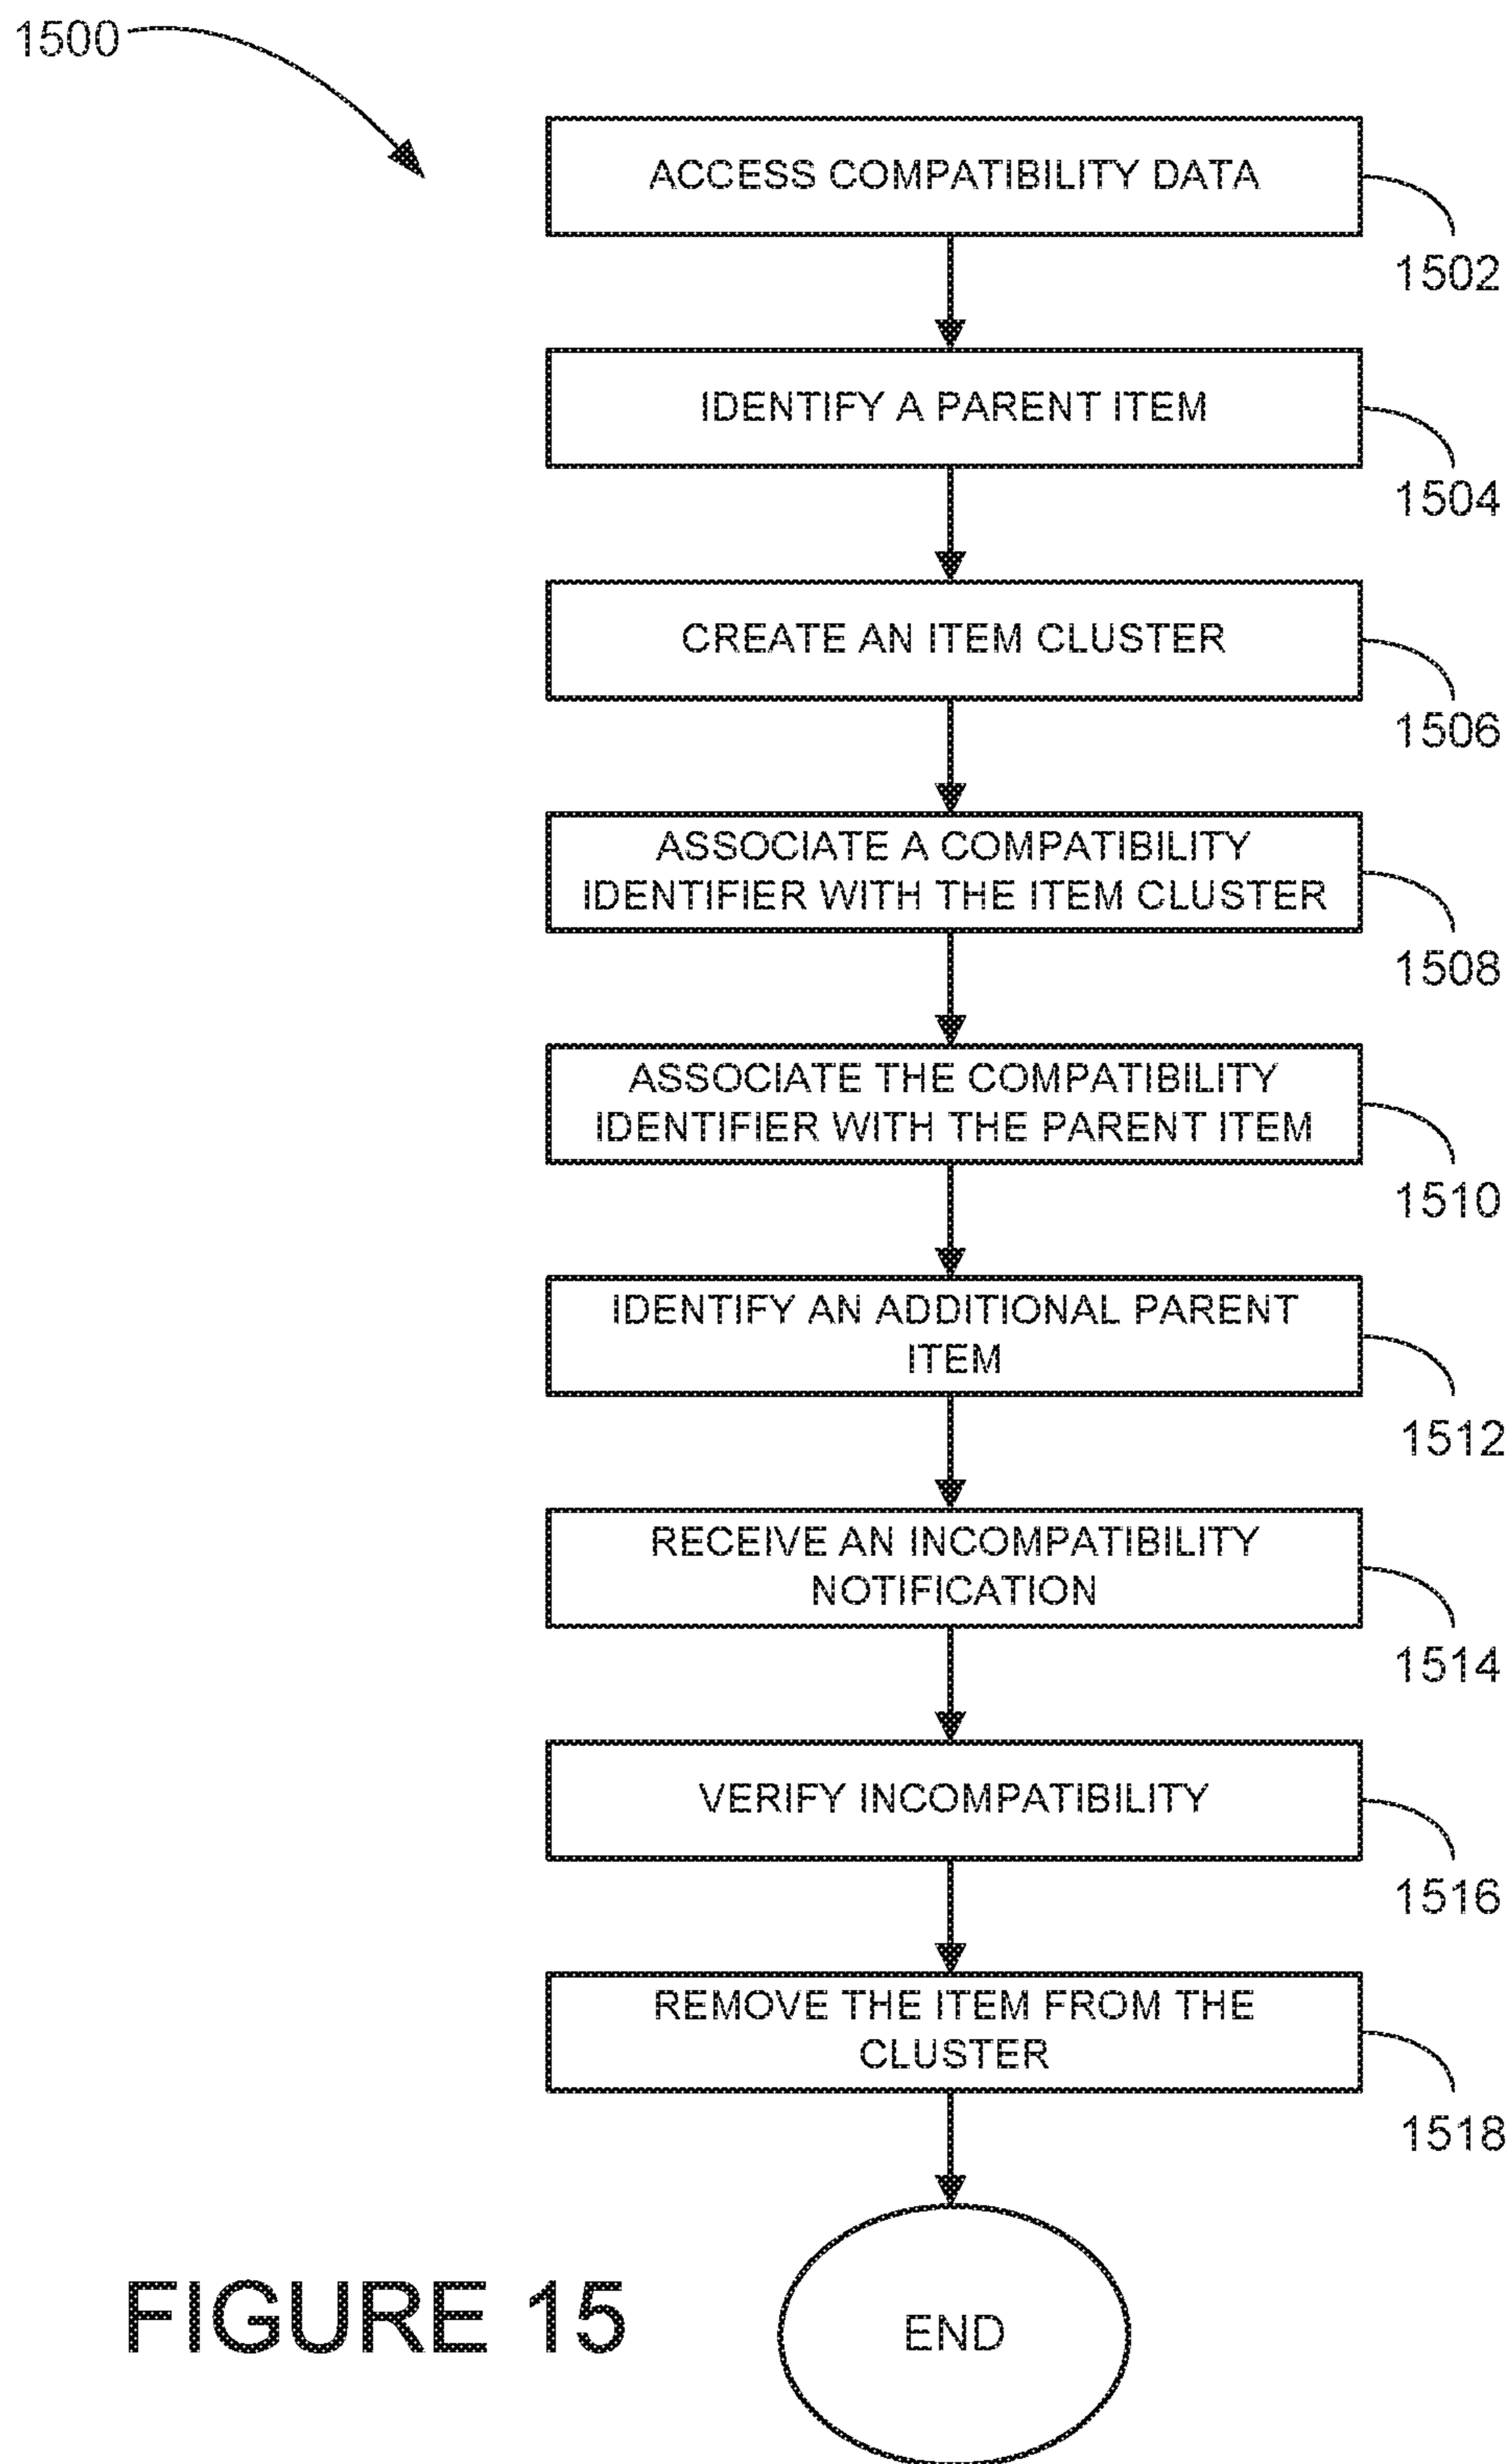 1500
ACCESS COMPATIBILITY DATA
1502
IDENTIFY A PARENT ITEM
1504
CREATE AN ITEM CLUSTER
1506
ASSOCIATE A COMPATIBILITY
IDENTIFIER WITH THE ITEM CLUSTER
1508
ASSOCIATE THE COMPATIBILITY
IDENTIFIER WITH THE PARENT ITEM
1510
IDENTIFY AN ADDITIONAL PARENT
ITEM
1512
RECEIVE AN INCOMPATIBILITY
NOTIFICATION
1514
VERIFY INCOMPATIBILITY
1516
REMOVE THE ITEM FROM THE
CLUSTER
1518
END
FIGURE 15